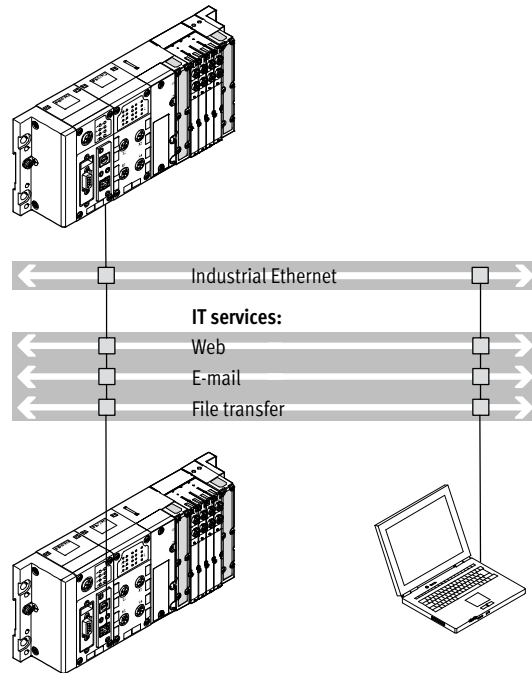 Industrial Ethernet
IT services:
Web
E-mail
File transfer